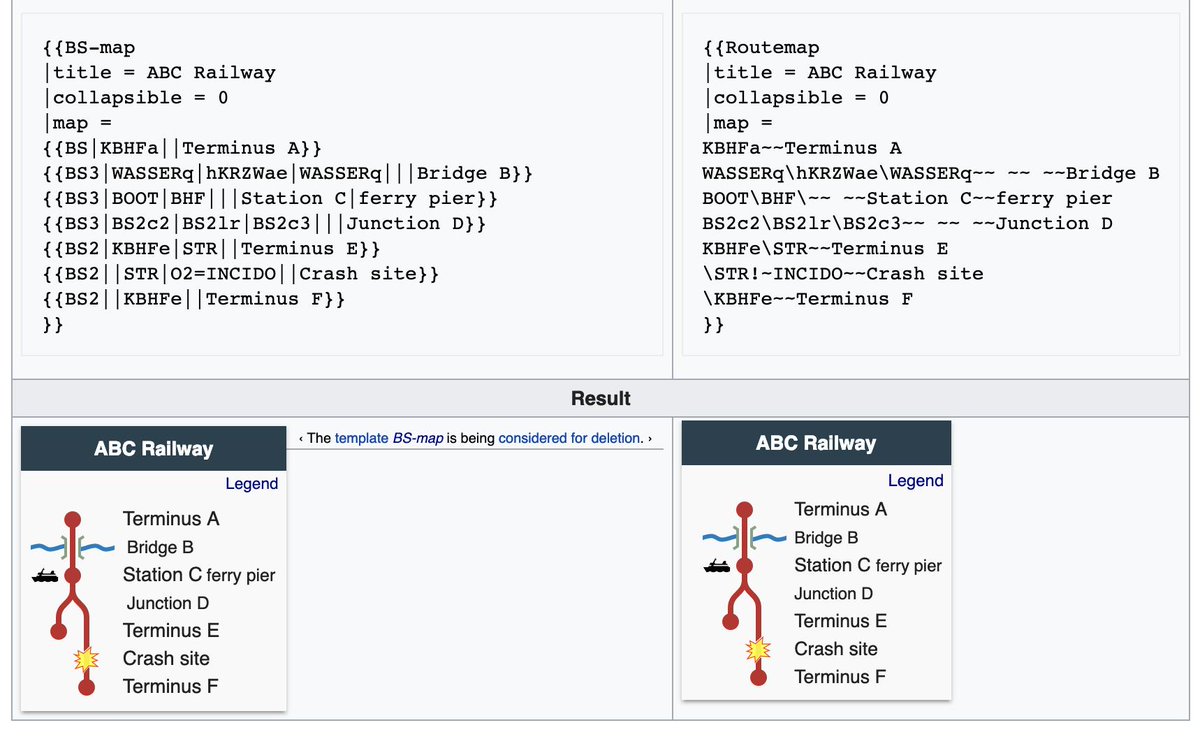 {{BS-map
|title = ABC Railway
|collapsible = 0
|map =
{{BS|KBHFa||Terminus A}}
{{BS3|WASSERq|hKRZWae|WASSERq|||Bridge B}}
{{BS3|BOOT|BHF|||Station C|ferry pier}}
{{BS3|BS2c2|BS2lr|BS2c3|||Junction D}}
{{BS2|KBHFe|STR||Terminus E}}
{{BS2||STR|O2=INCIDO||Crash site}}
{{BS2||KBHFe||Terminus F}}
}}
{{Routemap
|title = ABC Railway
|collapsible = 0
|map =
KBHFa~~Terminus A
WASSERq\hKRZWae\WASSERq~~ ~~ ~~Bridge B
BOOT\BHF\~~ ~~Station C~~ferry pier
BS2c2\BS2lr\BS2c3~~ ~~ ~~Junction D
KBHFe\STR~~Terminus E
\STR!~INCIDO~~Crash site
\KBHFe~~Terminus F
}}
Result
ABC Railway
‹ The template BS-map is being considered for deletion. ›
Legend
Terminus A
Bridge B
Station C ferry pier
Junction D
Terminus E
Crash site
Terminus F
ABC Railway
Legend
Terminus A
Bridge B
Station C ferry pier
Junction D
Terminus E
Crash site
Terminus F